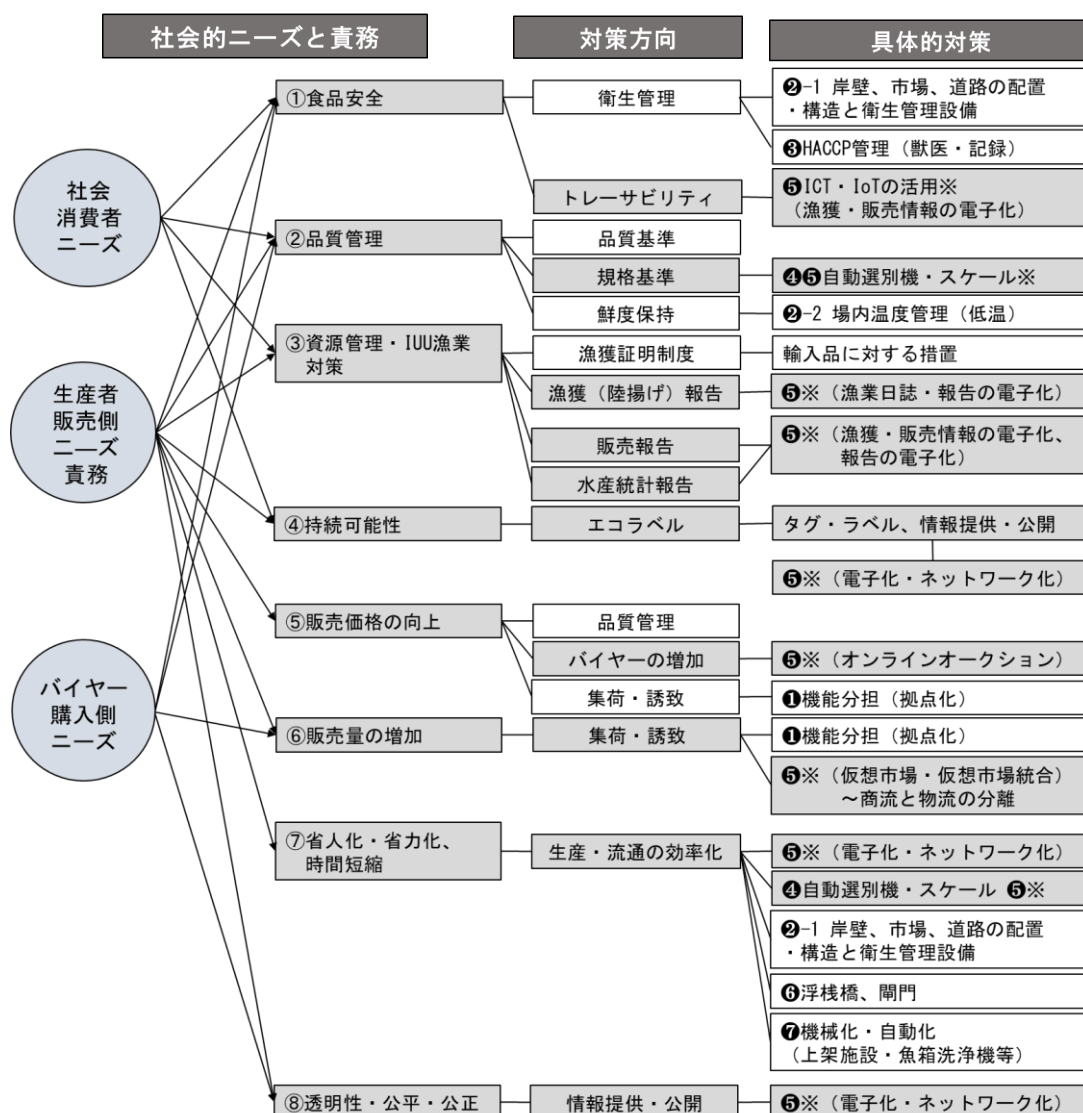 社会的ニーズと責務
対策方向
具体的対策
社会
消費者
ニーズ
生産者
販売側
ニーズ
責務
バイヤー
購入側
ニーズ
①食品安全
衛生管理
❷-1 岸壁、市場、道路の配置
・構造と衛生管理設備
❸HACCP管理（獣医・記録）
トレーサビリティ
❺ICT・IoTの活用※
（漁獲・販売情報の電子化）
②品質管理
品質基準
規格基準
❹❺自動選別機・スケール※
鮮度保持
❷-2 場内温度管理（低温）
③資源管理・IUU漁業
対策
漁獲証明制度
輸入品に対する措置
漁獲（陸揚げ）報告
❺※（漁業日誌・報告の電子化）
販売報告
❺※（漁獲・販売情報の電子化、
報告の電子化）
水産統計報告
④持続可能性
エコラベル
タグ・ラベル、情報提供・公開
❺※（電子化・ネットワーク化）
⑤販売価格の向上
品質管理
バイヤーの増加
❺※（オンラインオークション）
集荷・誘致
❶機能分担（拠点化）
⑥販売量の増加
集荷・誘致
❶機能分担（拠点化）
❺※（仮想市場・仮想市場統合）
～商流と物流の分離
⑦省人化・省力化、
時間短縮
生産・流通の効率化
❺※（電子化・ネットワーク化）
❹自動選別機・スケール ❺※
❷-1 岸壁、市場、道路の配置
・構造と衛生管理設備
❻浮桟橋、閘門
❼機械化・自動化
（上架施設・魚箱洗浄機等）
⑧透明性・公平・公正
情報提供・公開
❺※（電子化・ネットワーク化）